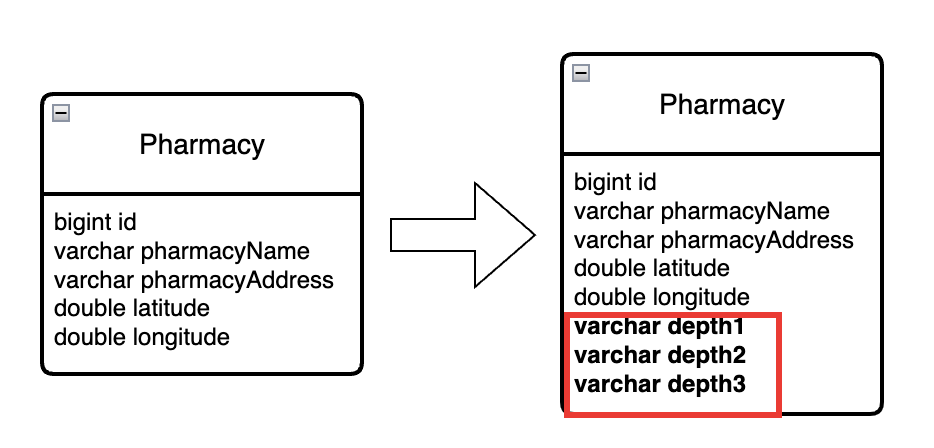 Pharmacy
bigint id
varchar pharmacyName
varchar pharmacyAddress
double latitude
double longitude
Pharmacy
bigint id
varchar pharmacyName
varchar pharmacyAddress
double latitude
double longitude
varchar depth1
varchar depth2
varchar depth3